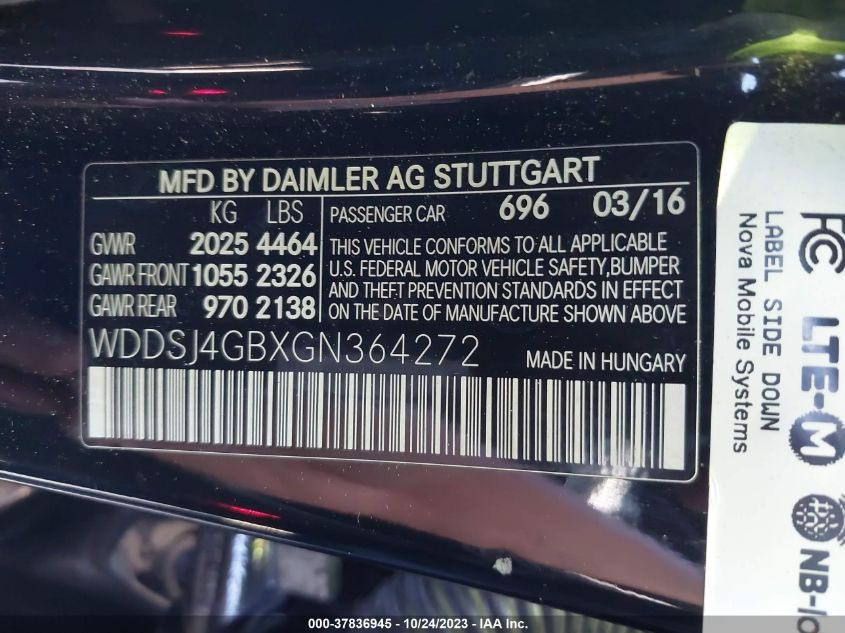 MFD BY DAIMLER AG STUTTGART
KG LBS
GVWR 2025 4464
GAWR FRONT 1055 2326
GAWR REAR 970 2138
PASSENGER CAR 696 03/16
THIS VEHICLE CONFORMS TO ALL APPLICABLE
U.S. FEDERAL MOTOR VEHICLE SAFETY,BUMPER
AND THEFT PREVENTION STANDARDS IN EFFECT
ON THE DATE OF MANUFACTURE SHOWN ABOVE.
WDDSJ4GBXGN364272
MADE IN HUNGARY
LABEL SIDE DOWN
Nova Mobile Systems
FC
LTE-M
NB-Io
000-37836945 - 10/24/2023 - IAA Inc.